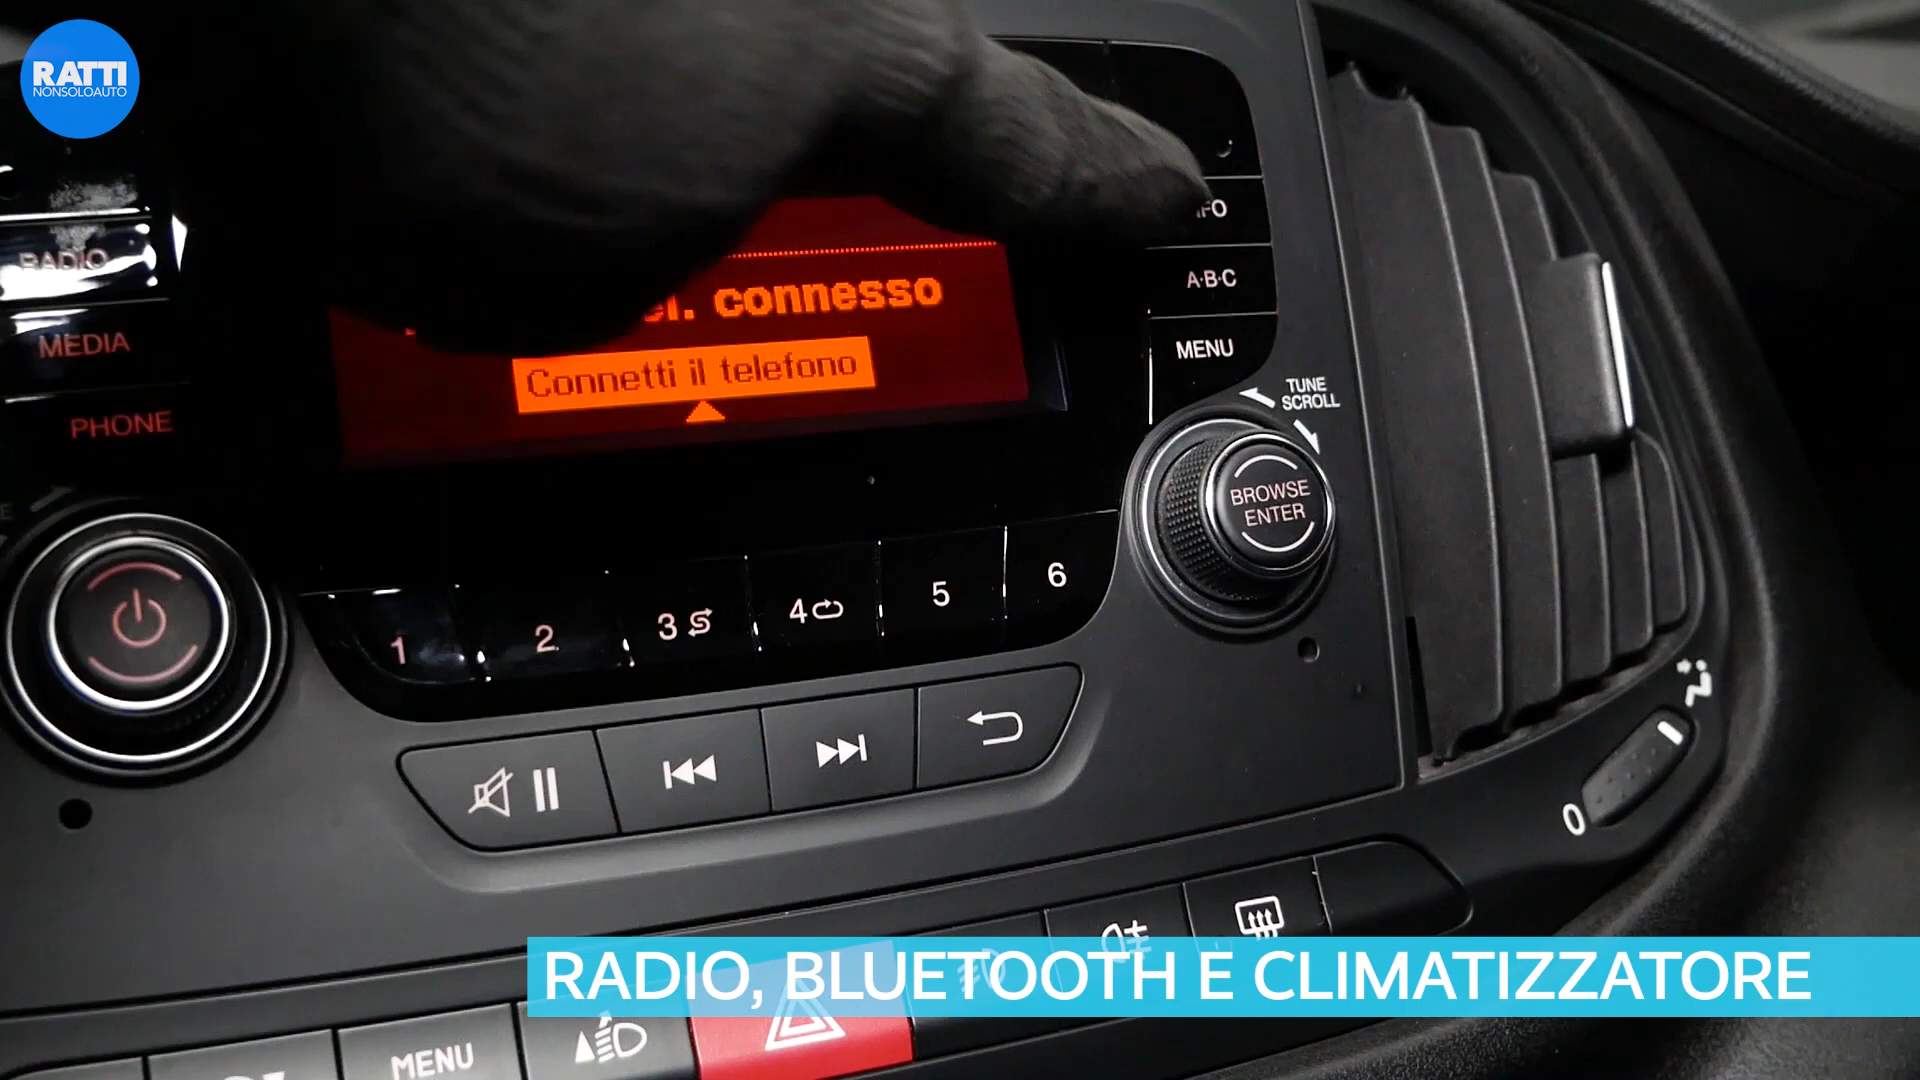 RATTI
NONSOLOAUTO
RADIO
MEDIA
PHONE
connesso
Connetti il telefono
A·B·C
MENU
TUNE
SCROLL
BROWSE
ENTER
1
2
3
4
5
6
0
MENU
RADIO, BLUETOOTH E CLIMATIZZATORE